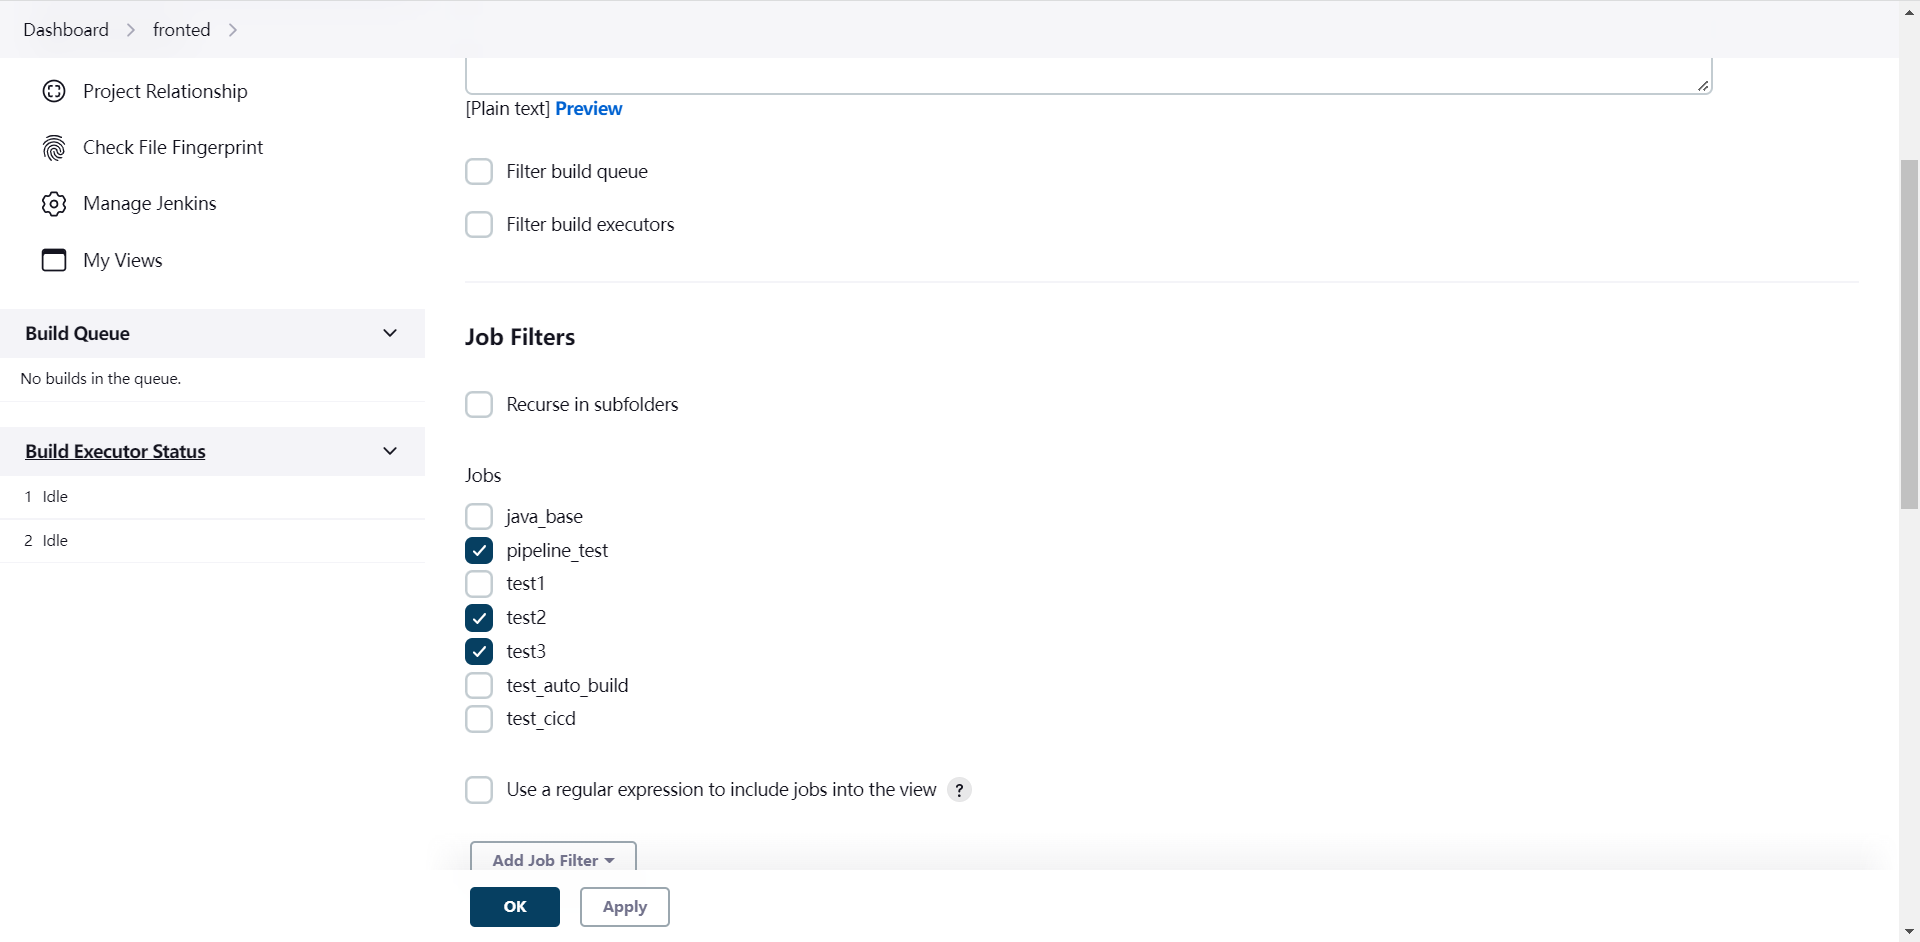 Dashboard
fronted
Project Relationship
Check File Fingerprint
Manage Jenkins
My Views
Build Queue
No builds in the queue.
Build Executor Status
1 Idle
2 Idle
[Plain text] Preview
Filter build queue
Filter build executors
Job Filters
Recurse in subfolders
Jobs
java_base
pipeline_test
test1
test2
test3
test_auto_build
test_cicd
Use a regular expression to include jobs into the view ?
Add Job Filter
OK Apply